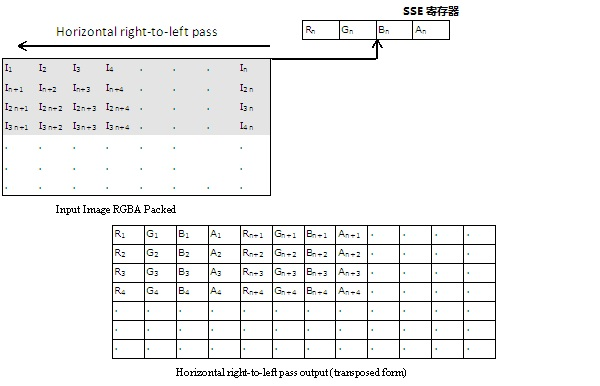 SSE 寄存器
Horizontal right-to-left pass
Rn Gn Bn An
I1 I2 I3 I4 . . . In
In+1 In+2 In+3 In+4 . . . I2n
I2n+1 I2n+2 I2n+3 I2n+4 . . . I3n
I3n+1 I3n+2 I3n+3 I3n+4 . . . I4n
. . . . . . . .
. . . . . . . .
. . . . . . . .
Input Image RGBA Packed
R1 G1 B1 A1 Rn+1 Gn+1 Bn+1 An+1 . . . .
R2 G2 B2 A2 Rn+2 Gn+2 Bn+2 An+2 . . . .
R3 G3 B3 A3 Rn+3 Gn+3 Bn+3 An+3 . . . .
R4 G4 B4 A4 Rn+4 Gn+4 Bn+4 An+4 . . . .
. . . . . . . . . . . .
. . . . . . . . . . . .
. . . . . . . . . . . .
Horizontal right-to-left pass output (transposed form)